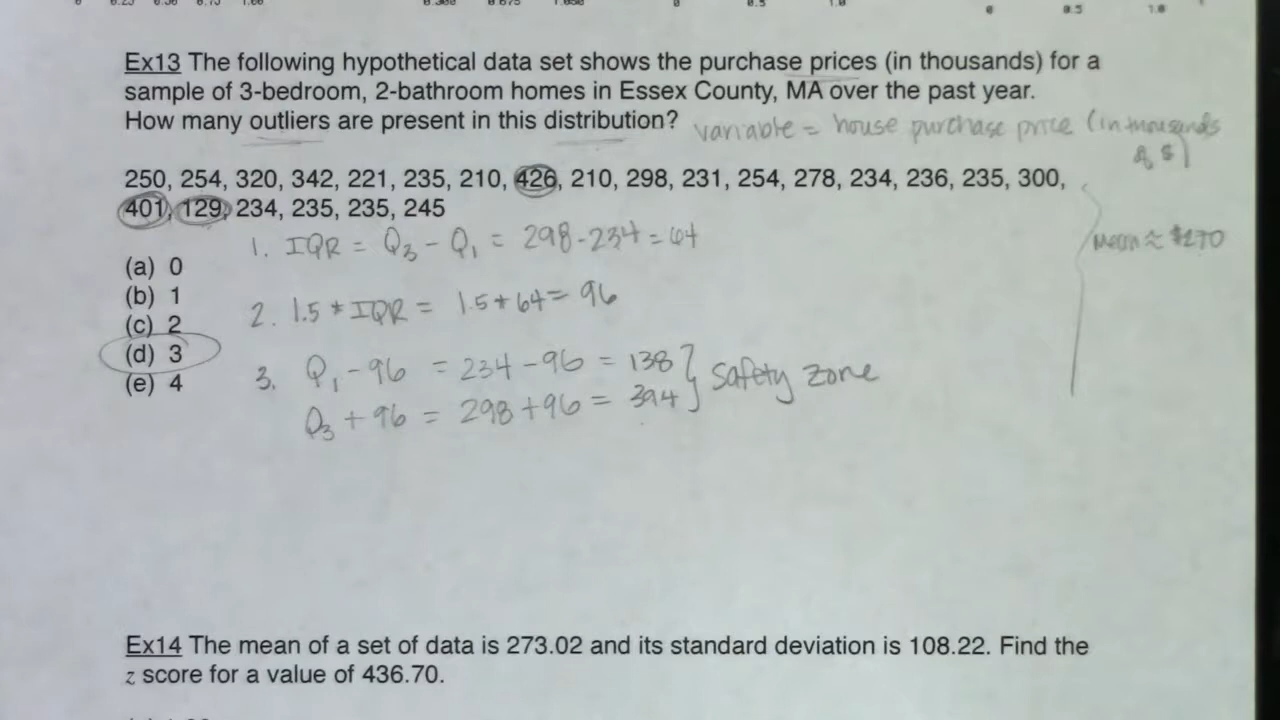 Ex13 The following hypothetical data set shows the purchase prices (in thousands) for a
sample of 3-bedroom, 2-bathroom homes in Essex County, MA over the past year.
How many outliers are present in this distribution? variable = house purchase price (in thousands
of $)
250, 254, 320, 342, 221, 235, 210, 426, 210, 298, 231, 254, 278, 234, 236, 235, 300,
401, 129, 234, 235, 235, 245
1. IQR = Q3 - Q1 = 298-234 = 64
Mean ≈ $270
(a) 0
(b) 1
2. 1.5 * IQR = 1.5*64 = 96
(c) 2
(d) 3
(e) 4
3. Q1 - 96 = 234 - 96 = 138 } Safety zone
Q3 + 96 = 298+96 = 394
Ex14 The mean of a set of data is 273.02 and its standard deviation is 108.22. Find the
z score for a value of 436.70.